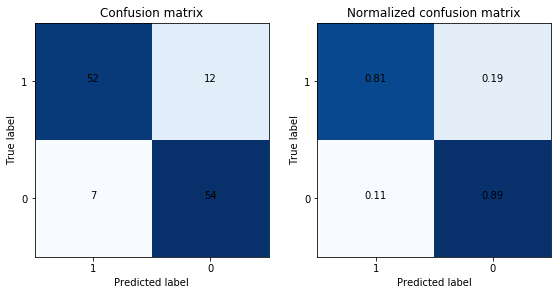 Confusion matrix
True label
1
0
52
12
7
54
1
0
Predicted label
Normalized confusion matrix
True label
1
0
0.81
0.19
0.11
0.89
1
0
Predicted label